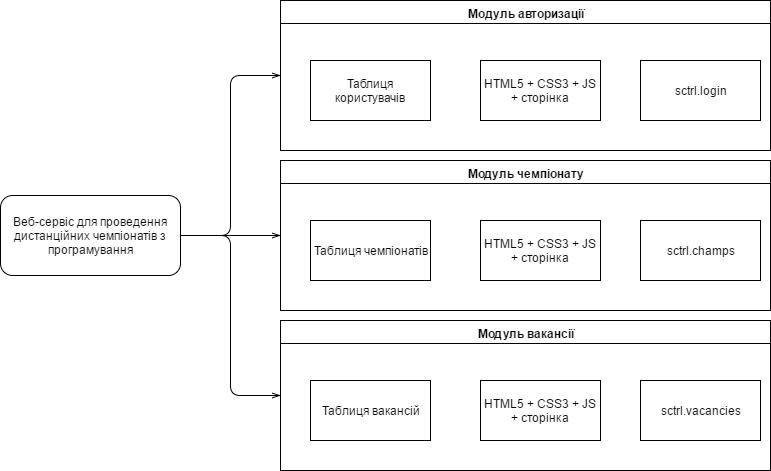 Модуль авторизації
Таблиця
користувачів
HTML5 + CSS3 + JS
+ сторінка
sctrl.login
Веб-сервіс для проведення
дистанційних чемпіонатів з
програмування
Модуль чемпіонату
Таблиця чемпіонатів
HTML5 + CSS3 + JS
+ сторінка
sctrl.champs
Модуль вакансії
Таблиця вакансій
HTML5 + CSS3 + JS
+ сторінка
sctrl.vacancies